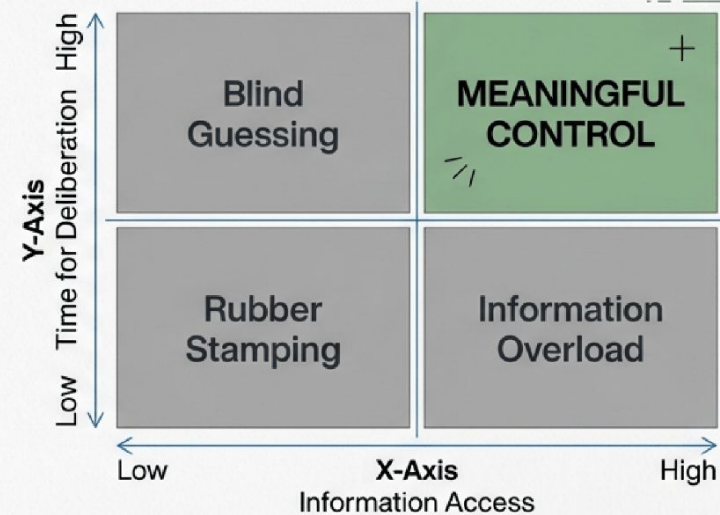 High
Blind
Guessing
MEANINGFUL
CONTROL
Y-Axis
Time for Deliberation
Rubber
Stamping
Information
Overload
Low
Low
X-Axis
High
Information Access